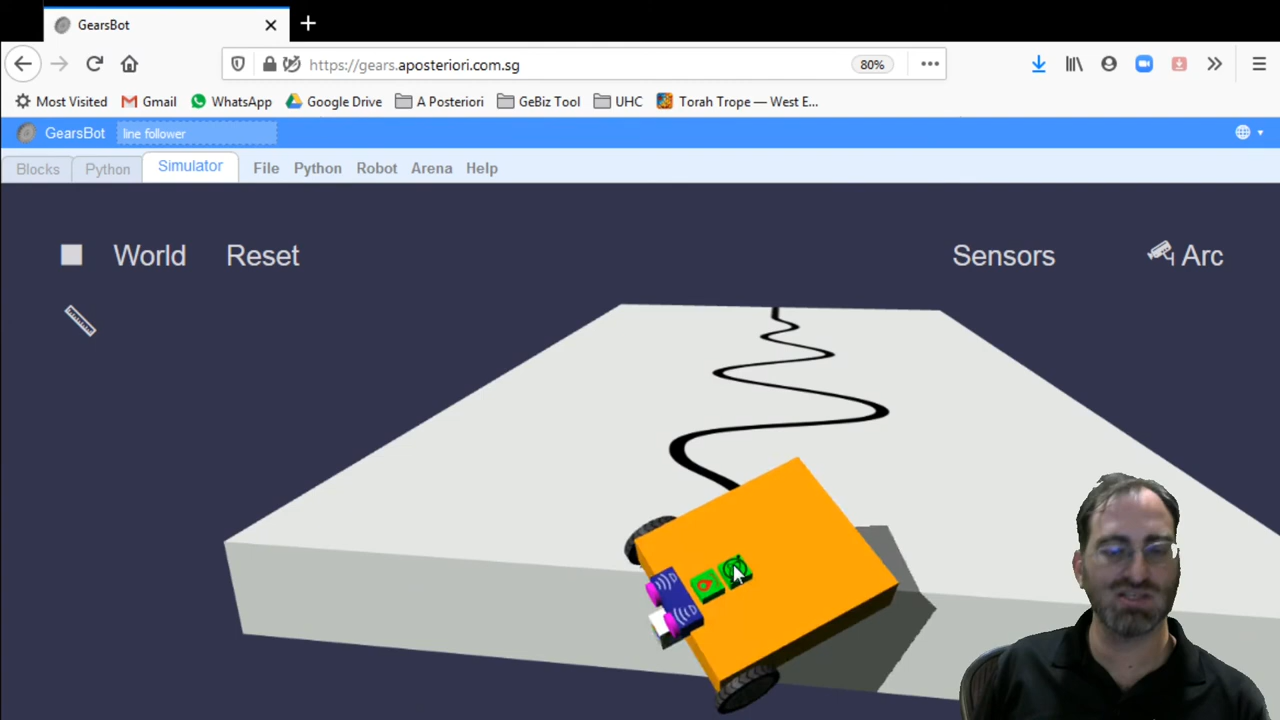 GearsBot
https://gears.aposteriori.com.sg
80%
Most Visited Gmail WhatsApp Google Drive A Posteriori GeBiz Tool UHC Torah Trope — West E...
GearsBot line follower
Blocks Python Simulator File Python Robot Arena Help
World Reset Sensors Arc